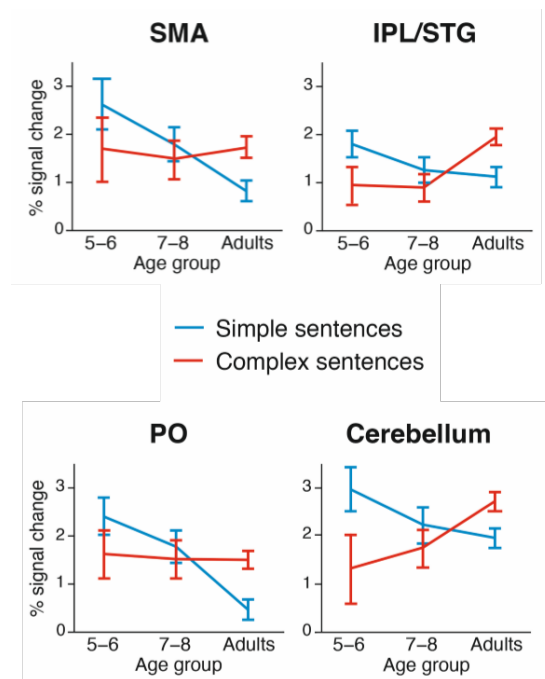 SMA
% signal change
3
2
1
0
5–6 7–8 Adults
Age group
IPL/STG
3
2
1
0
5–6 7–8 Adults
Age group
Simple sentences
Complex sentences
PO
% signal change
3
2
1
0
5–6 7–8 Adults
Age group
Cerebellum
3
2
1
0
5–6 7–8 Adults
Age group